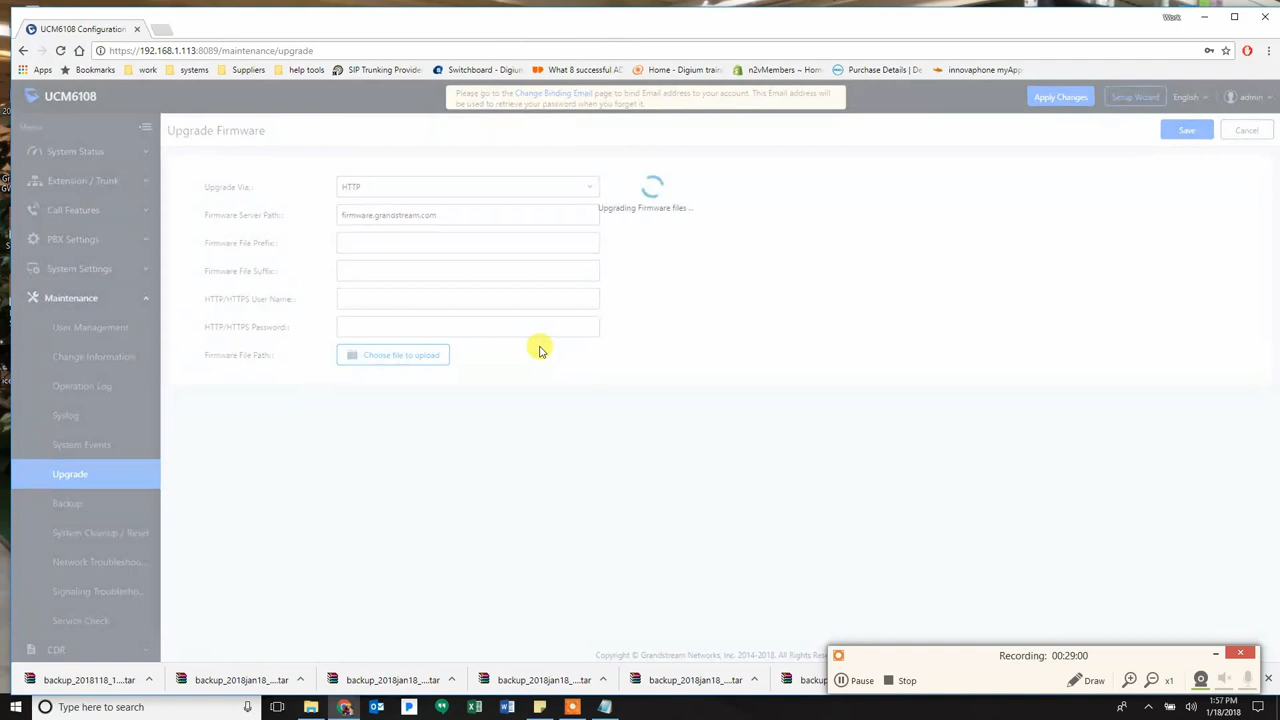 UCM6108 Configuration
Work
https://192.168.1.113:8089/maintenance/upgrade
Apps Bookmarks work systems Suppliers help tools SIP Trunking Provide Switchboard - Digium What 8 successful AD Home - Digium train n2vMembers ~ Hom Purchase Details | De innovaphone myApp
UCM6108
Please go to the Change Binding Email page to bind Email address to your account. This Email address will
be used to retrieve your password when you forget it.
Apply Changes Setup Wizard English admin
Menus
Upgrade Firmware
Save Cancel
System Status
Extension / Trunk
Call Features
PBX Settings
System Settings
Maintenance
User Management
Change Information
Operation Log
Syslog
System Events
Upgrade
Backup
System Cleanup / Reset
Network Troubleshoo...
Signaling Troublesho...
Service Check
CDR
Upgrade Via: HTTP
Firmware Server Path: firmware.grandstream.com
Upgrading Firmware files ...
Firmware File Prefix:
Firmware File Suffix:
HTTP/HTTPS User Name:
HTTP/HTTPS Password:
Firmware File Path: Choose file to upload
Copyright © Grandstream Networks, Inc. 2014-2018. All Rights Rese
Recording: 00:29:00
Pause Stop Draw x1
backup_2018118_1....tar backup_2018jan18_....tar backup_2018jan18_....tar backup_2018jan18_....tar backup_2018jan18_....tar backup
Type here to search
1:57 PM
1/18/2018